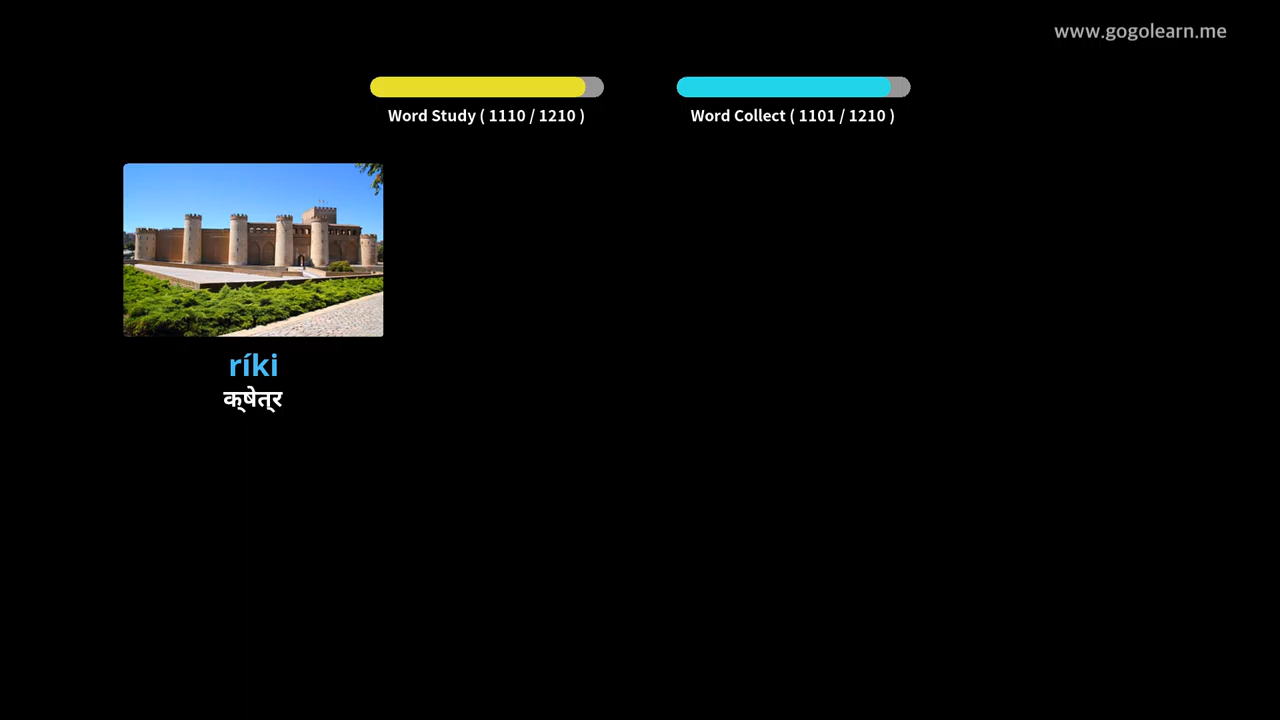 www.gogolearn.me
Word Study ( 1110 / 1210 )
Word Collect ( 1101 / 1210 )
ríki
क्षेत्र